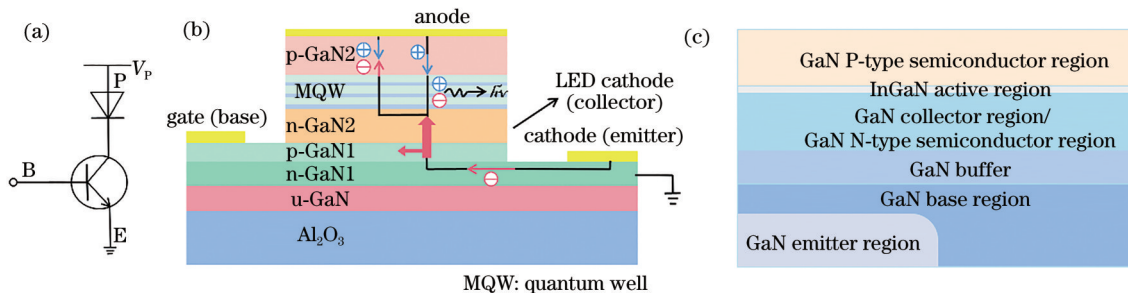 (a)
V_P
P
B
E
(b)
anode
p-GaN2
MQW
hν
n-GaN2
LED cathode
(collector)
gate (base)
cathode (emitter)
p-GaN1
n-GaN1
u-GaN
Al₂O₃
MQW: quantum well
(c)
GaN P-type semiconductor region
InGaN active region
GaN collector region/
GaN N-type semiconductor region
GaN buffer
GaN base region
GaN emitter region